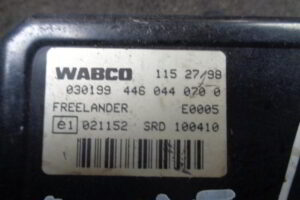 WABCO 115 27/98
030199 446 044 070 0
FREELANDER E0005
e1 021152 SRD 100410